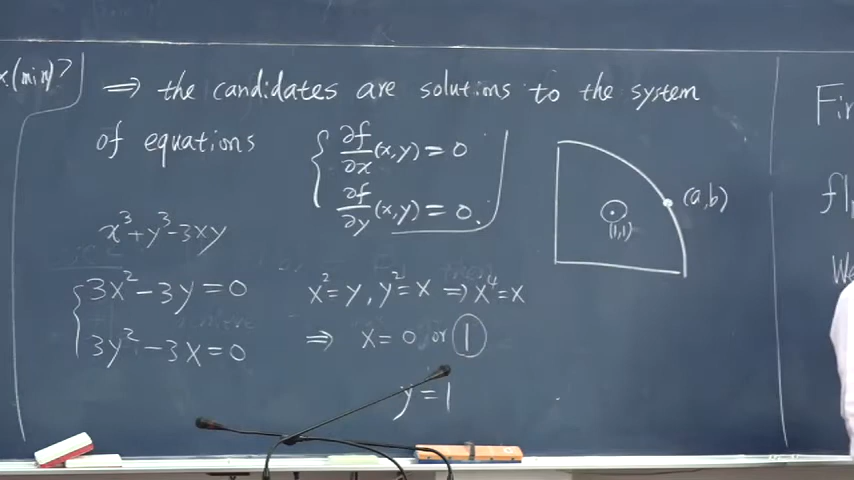 x.(min)?
⇒ the candidates are solutions to the system
of equations
∂f/∂x (x,y) = 0
∂f/∂y (x,y) = 0.
x³+y³-3xy
3x²-3y=0
3y²-3x=0
x²=y, y²=x ⇒ x⁴=x
⇒ x=0 or 1
y=1
(a,b)
(1,1)
Fir
We